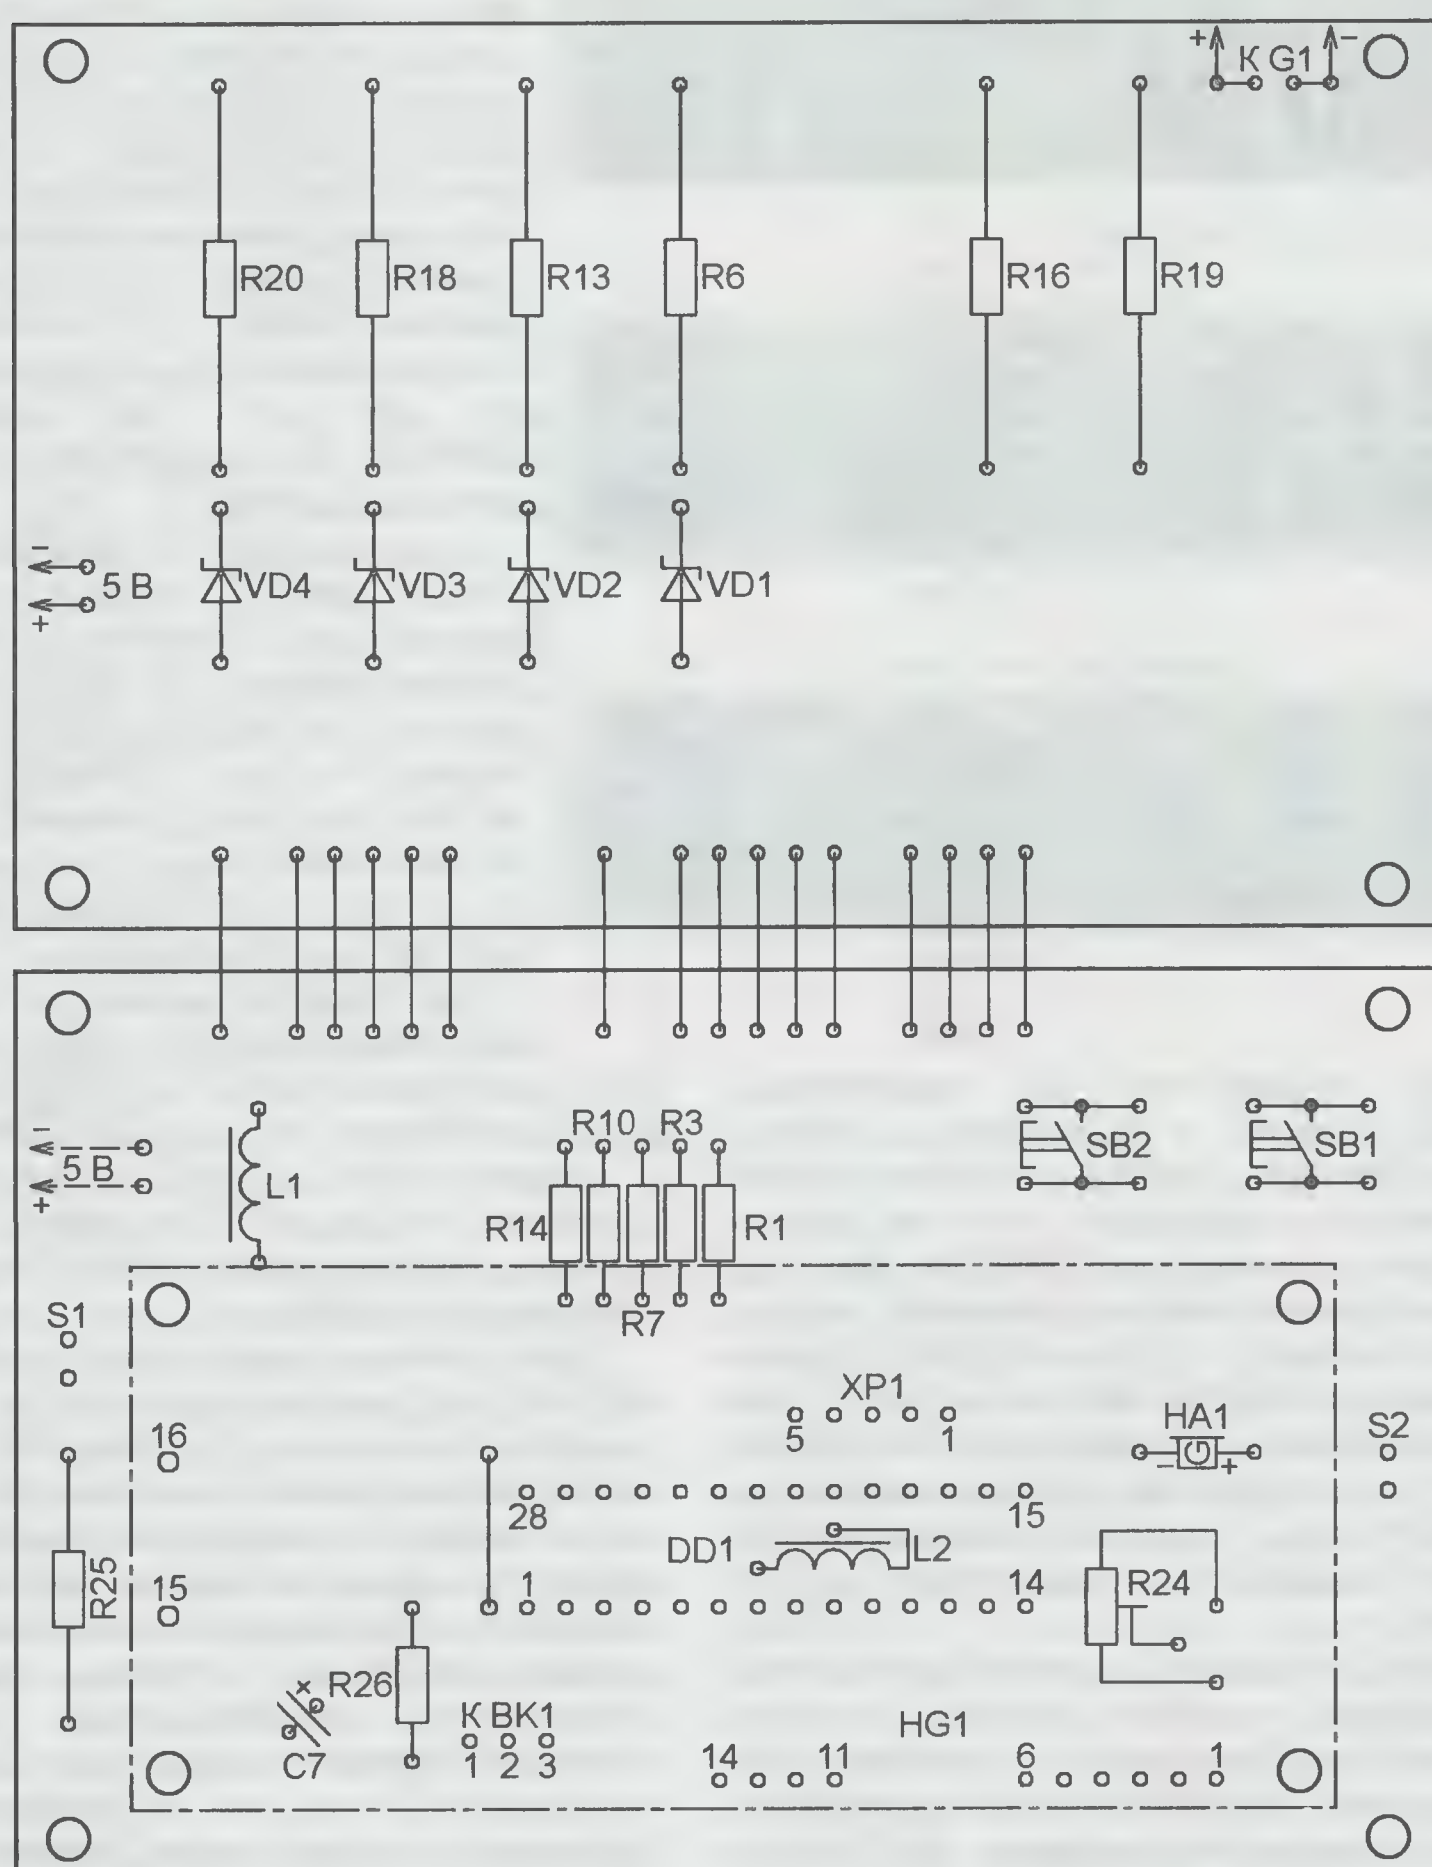 + К G1 −
R20 R18 R13 R6 R16 R19
−
5 В VD4 VD3 VD2 VD1
+
R10 R3
−
5 В
+
L1 SB2 SB1
R14 R1
S1 R7
XP1
5 1
16 HA1 S2
− G +
28 15
DD1 L2
R25 15 1 14 R24
R26
+
К ВК1 HG1
C7 1 2 3 14 11 6 1